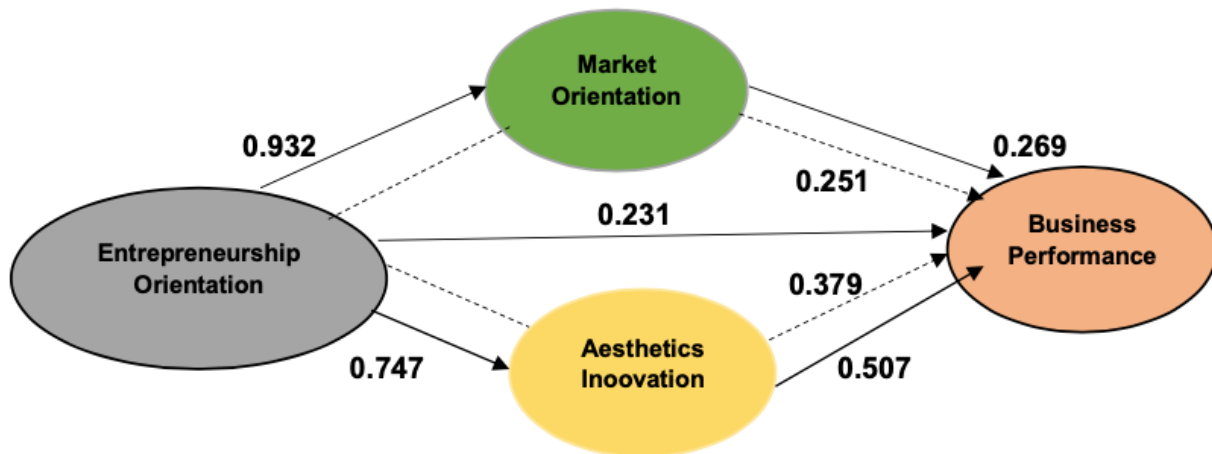 Market
Orientation
0.932
0.269
0.251
0.231
Entrepreneurship
Orientation
Business
Performance
0.379
Aesthetics
Inoovation
0.747
0.507